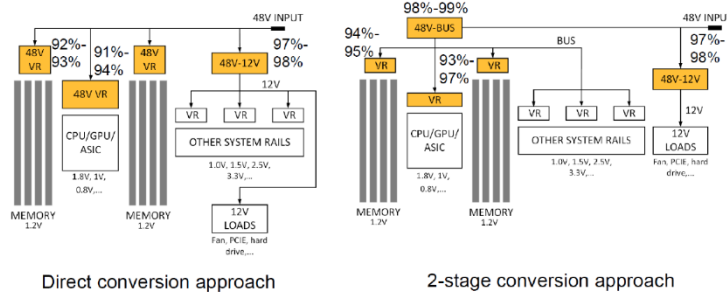 48V INPUT
48V
VR
92%-
93%
91%-
94%
48V
VR
97%-
98%
48V-12V
48V VR
12V
VR
VR
VR
CPU/GPU/
ASIC
OTHER SYSTEM RAILS
1.8V, 1V,
0.8V,...
1.0V, 1.5V, 2.5V,
3.3V,...
MEMORY
1.2V
MEMORY
1.2V
12V
LOADS
Fan, PCIE, hard
drive,...
Direct conversion approach
98%-99%
48V INPUT
48V-BUS
94%-
95%
BUS
97%-
98%
VR
93%-
97%
VR
48V-12V
VR
12V
VR
VR
VR
CPU/GPU/
ASIC
OTHER SYSTEM RAILS
12V
LOADS
1.8V, 1V,
0.8V,...
1.0V, 1.5V, 2.5V,
3.3V,...
Fan, PCIE, hard
drive,...
MEMORY
1.2V
MEMORY
1.2V
2-stage conversion approach